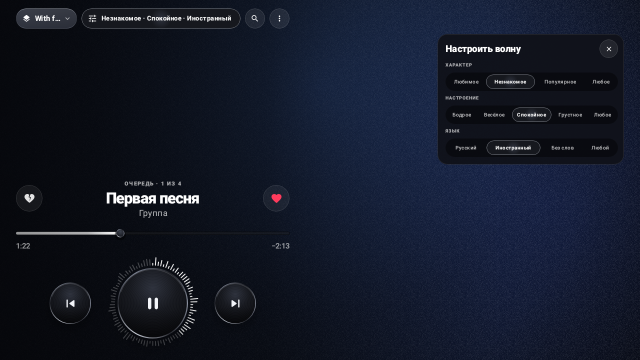 With f…
Незнакомое · Спокойное · Иностранный
Настроить волну
ХАРАКТЕР
Любимое Незнакомое Популярное Любое
НАСТРОЕНИЕ
Бодрое Весёлое Спокойное Грустное Любое
ЯЗЫК
Русский Иностранный Без слов Любой
ОЧЕРЕДЬ · 1 ИЗ 4
Первая песня
Группа
1:22 −2:13